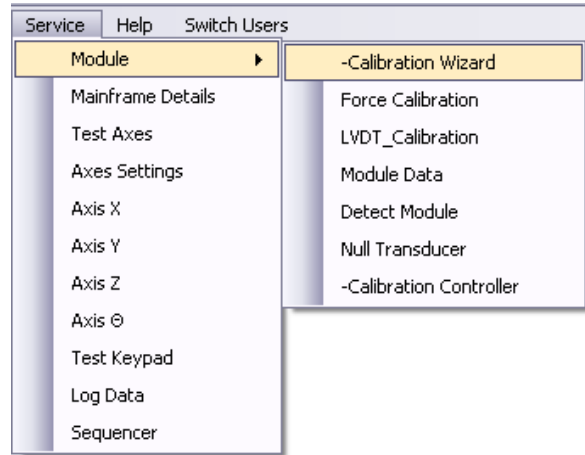 Service Help Switch Users
Module
Mainframe Details
Test Axes
Axes Settings
Axis X
Axis Y
Axis Z
Axis Θ
Test Keypad
Log Data
Sequencer
-Calibration Wizard
Force Calibration
LVDT_Calibration
Module Data
Detect Module
Null Transducer
-Calibration Controller